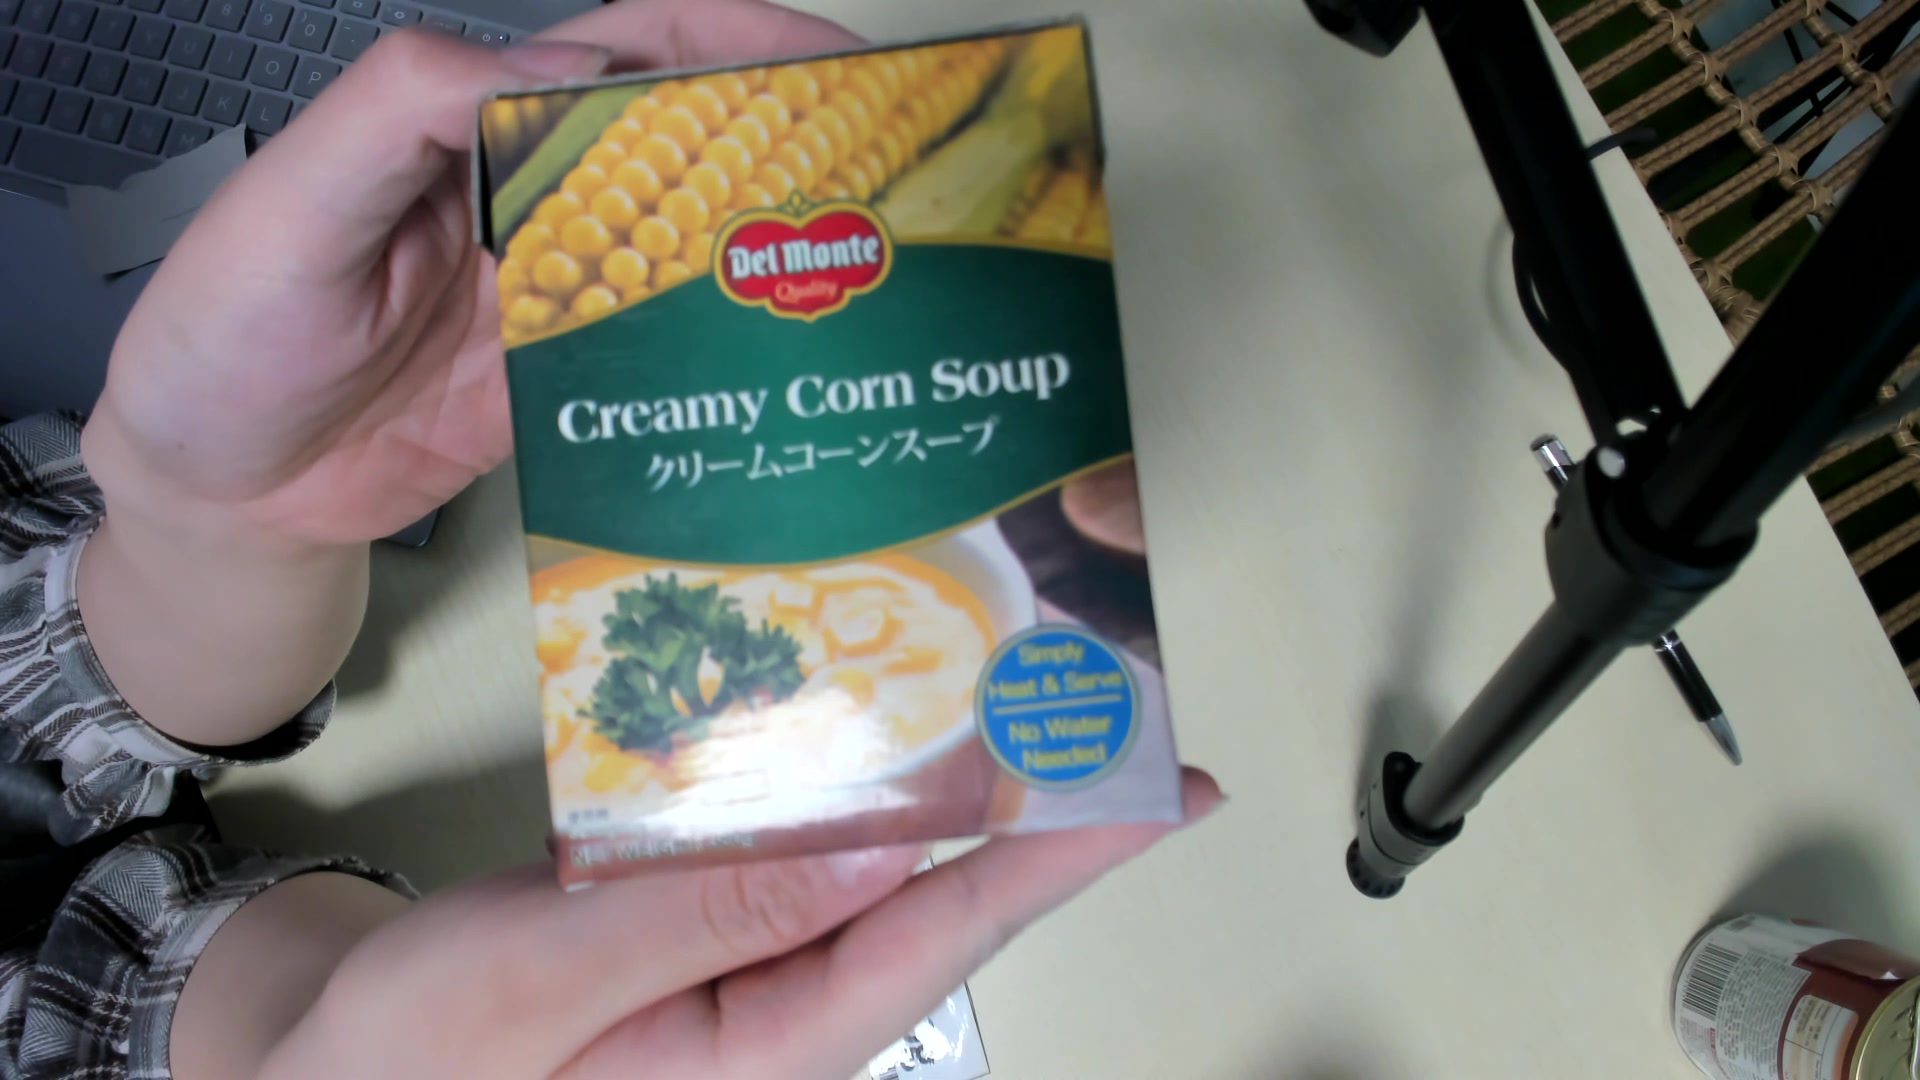 Del Monte
Quality
Creamy Corn Soup
クリームコーンスープ
Simply
Heat & Serve
No Water
Needed